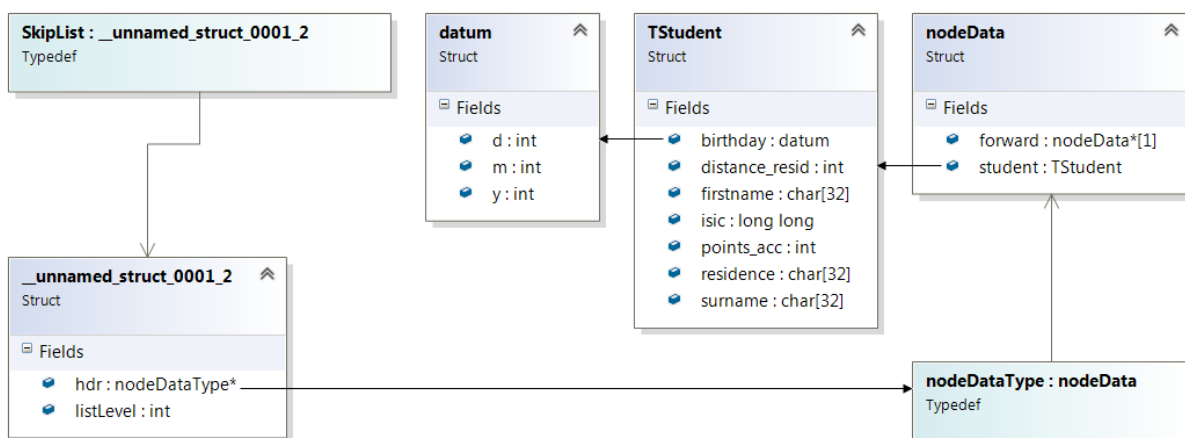 SkipList : __unnamed_struct_0001_2
Typedef
datum
Struct
Fields
d : int
m : int
y : int
TStudent
Struct
Fields
birthday : datum
distance_resid : int
firstname : char[32]
isic : long long
points_acc : int
residence : char[32]
surname : char[32]
nodeData
Struct
Fields
forward : nodeData*[1]
student : TStudent
__unnamed_struct_0001_2
Struct
Fields
hdr : nodeDataType*
listLevel : int
nodeDataType : nodeData
Typedef